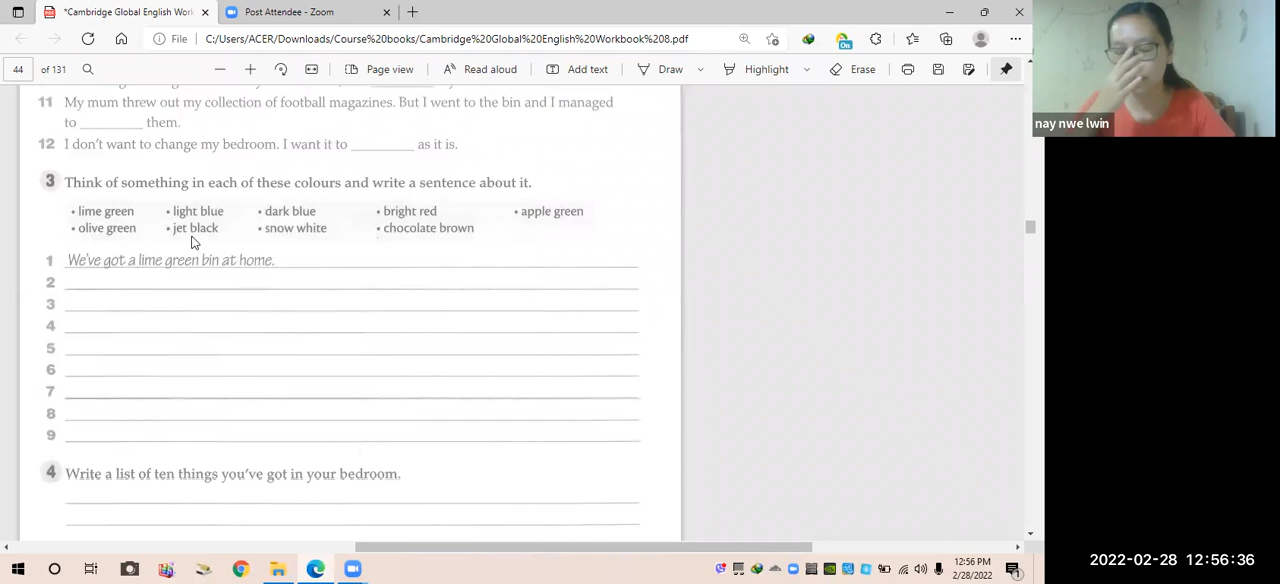 *Cambridge Global English Wor
Post Attendee - Zoom
File
C:/Users/ACER/Downloads/Course%20books/Cambridge%20Global%20English%20Workbook%208.pdf
On
44
of 131
Page view
Read aloud
Add text
Draw
Highlight
Erase
nay nwe lwin
11 My mum threw out my collection of football magazines. But I went to the bin and I managed
to ________ them.
12 I don't want to change my bedroom. I want it to ________ as it is.
3 Think of something in each of these colours and write a sentence about it.
• lime green • light blue • dark blue • bright red • apple green
• olive green • jet black • snow white • chocolate brown
1 We've got a lime green bin at home.
2
3
4
5
6
7
8
9
4 Write a list of ten things you've got in your bedroom.
12:56 PM
2/28/2022
1
2022-02-28 12:56:36